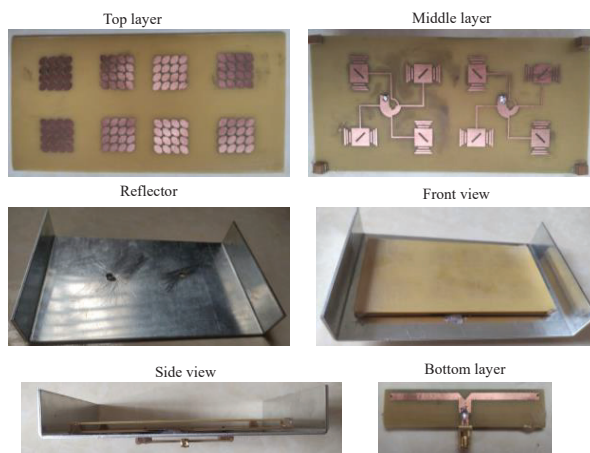 Top layer
Middle layer
Reflector
Front view
Side view
Bottom layer